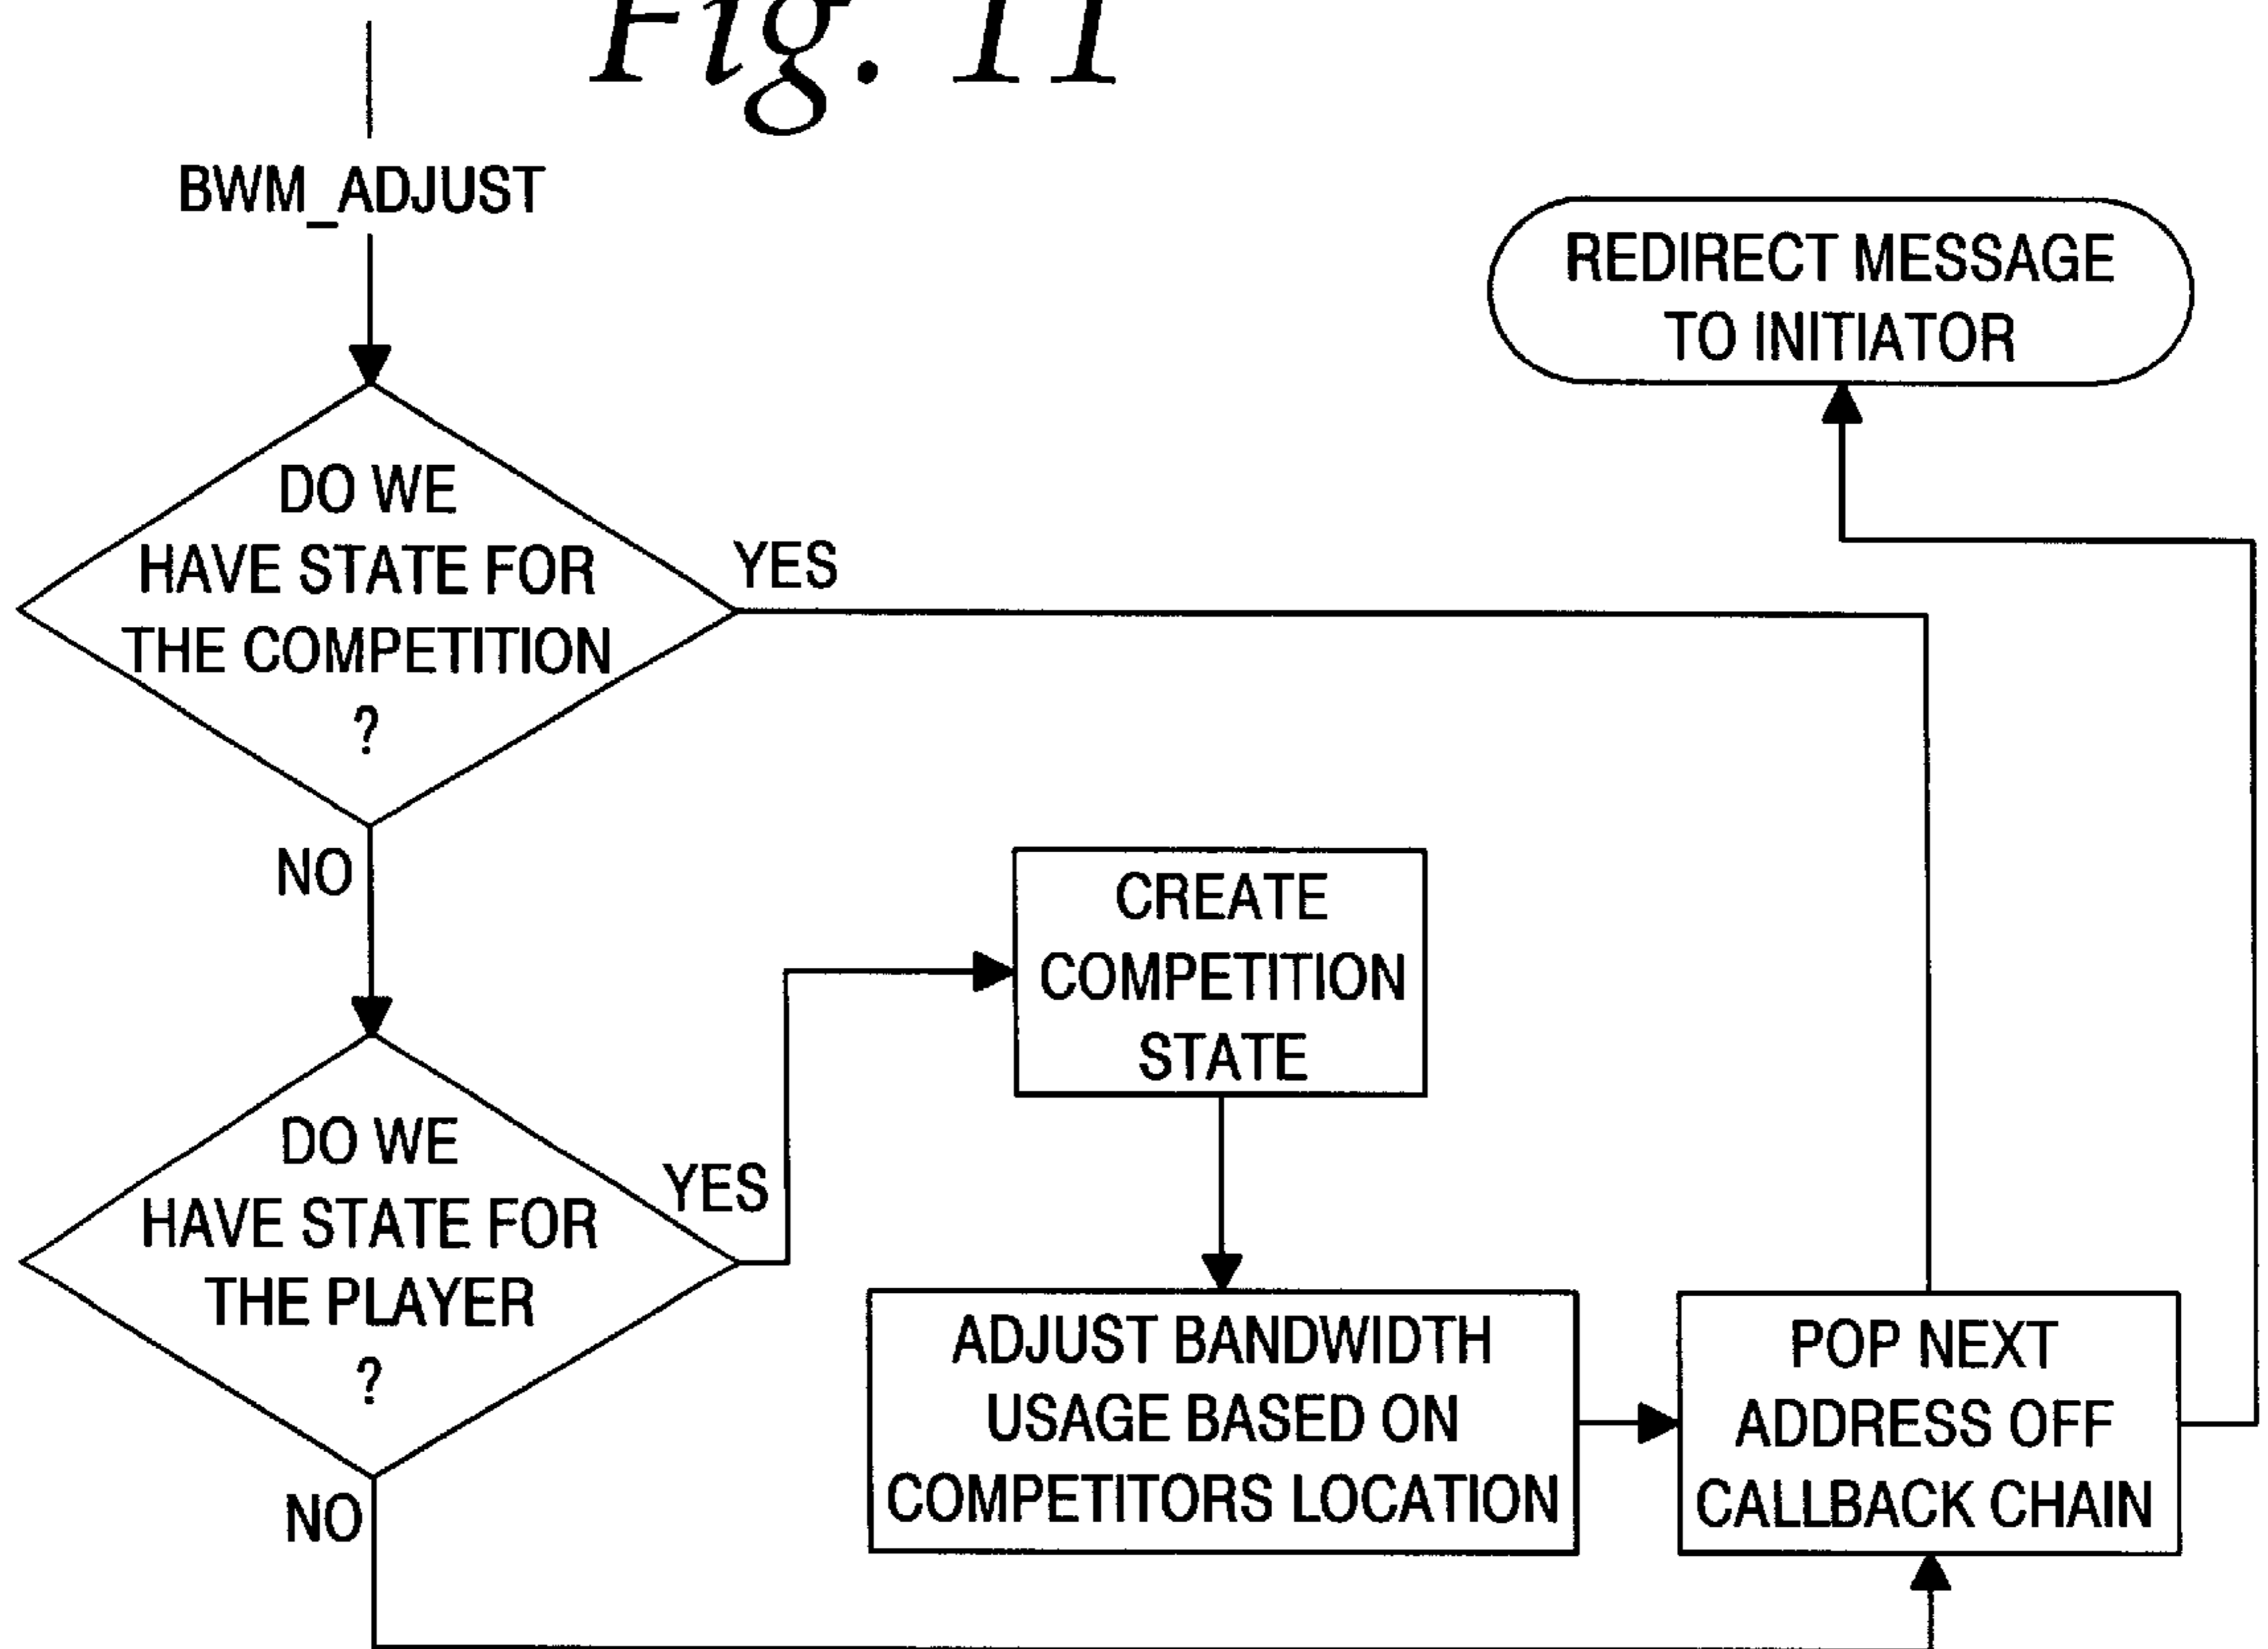 Fig. 11
BWM_ADJUST
REDIRECT MESSAGE
TO INITIATOR
DO WE
HAVE STATE FOR
THE COMPETITION
?
YES
NO
CREATE
COMPETITION
STATE
DO WE
HAVE STATE FOR
THE PLAYER
?
YES
NO
ADJUST BANDWIDTH
USAGE BASED ON
COMPETITORS LOCATION
POP NEXT
ADDRESS OFF
CALLBACK CHAIN